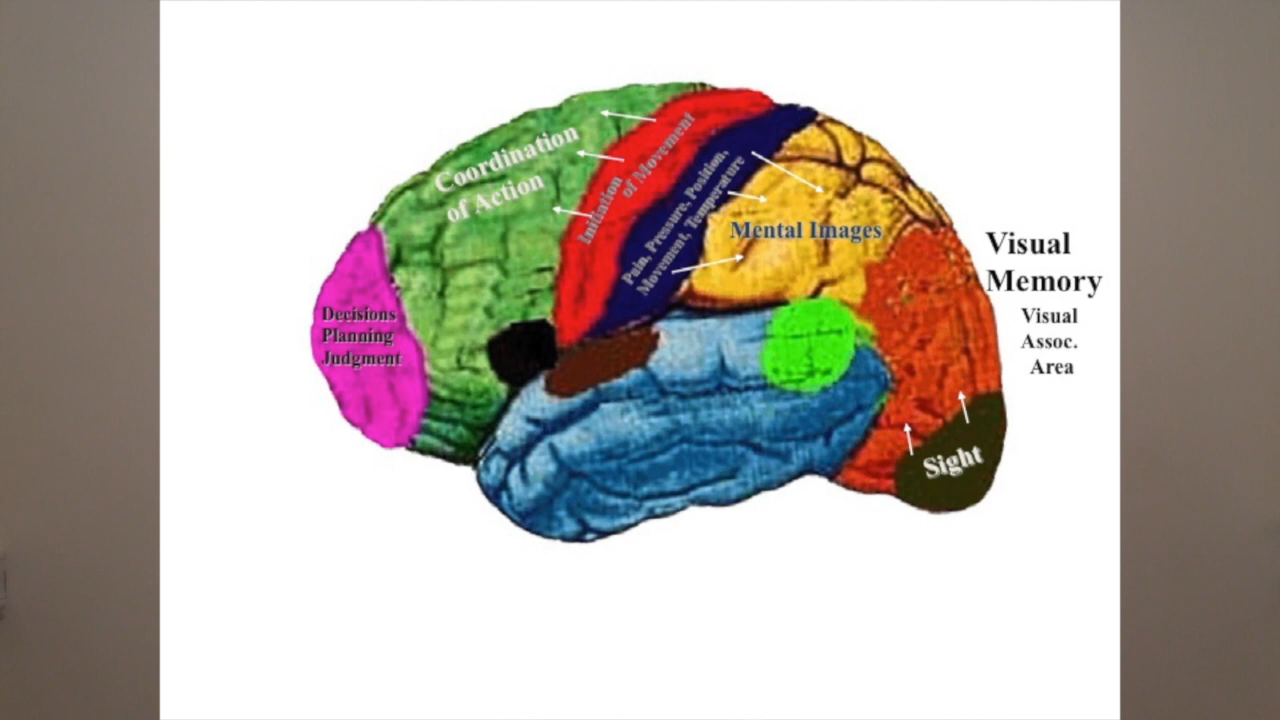 Coordination
of Action
Initiation
of Movement
Pain, Pressure, Position,
Movement, Temperature
Mental Images
Visual
Memory
Visual
Assoc.
Area
Decisions
Planning
Judgment
Sight